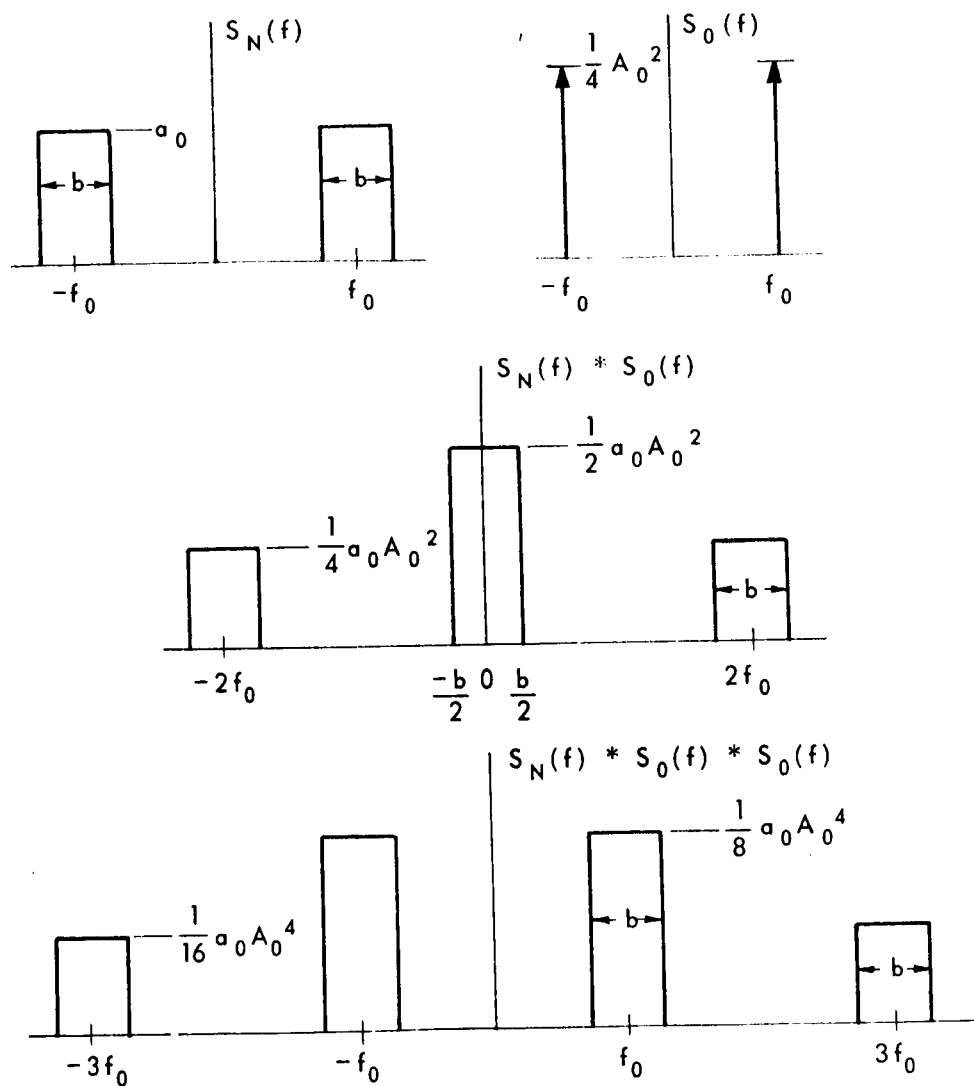 S_N(f)
a_0
b
b
-f_0
f_0
S_0(f)
1/4 A_0^2
-f_0
f_0
S_N(f) * S_0(f)
1/2 a_0 A_0^2
1/4 a_0 A_0^2
b
-2f_0
-b/2
0
b/2
2f_0
S_N(f) * S_0(f) * S_0(f)
1/8 a_0 A_0^4
1/16 a_0 A_0^4
b
b
-3f_0
-f_0
f_0
3f_0